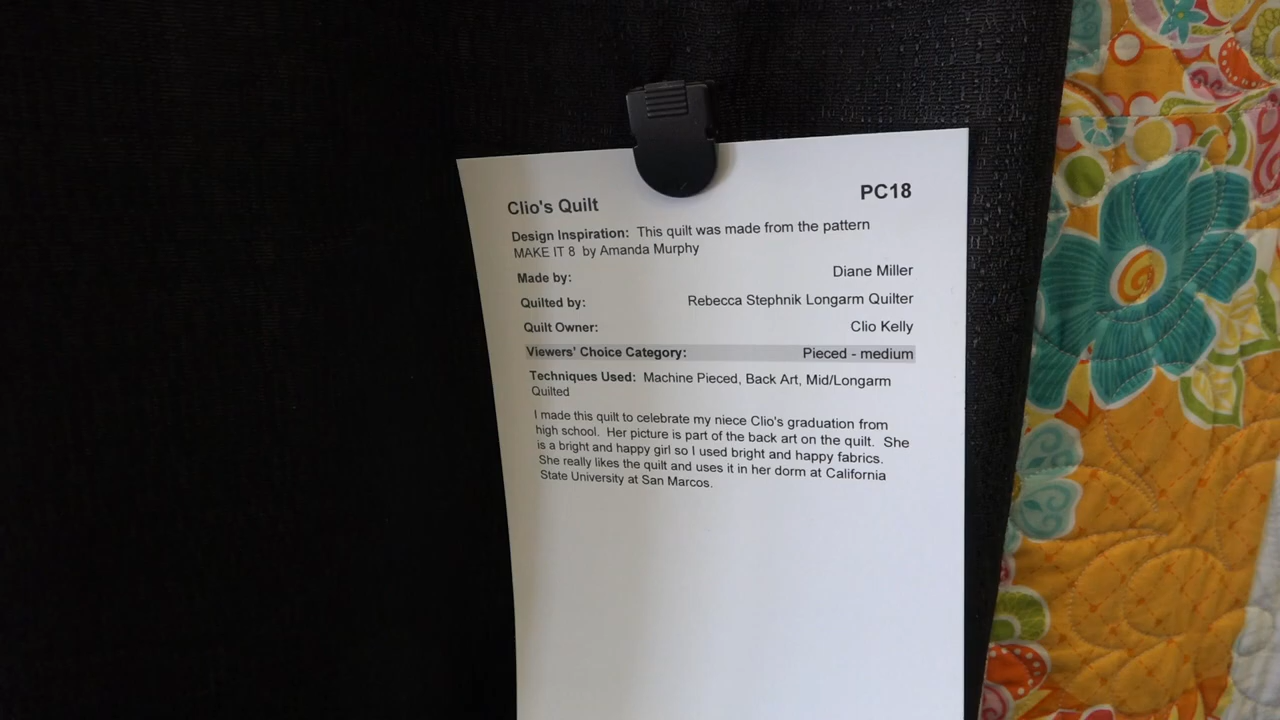 Clio's Quilt PC18
Design Inspiration: This quilt was made from the pattern
MAKE IT 8 by Amanda Murphy
Made by: Diane Miller
Quilted by: Rebecca Stephnik Longarm Quilter
Quilt Owner: Clio Kelly
Viewers' Choice Category: Pieced - medium
Techniques Used: Machine Pieced, Back Art, Mid/Longarm
Quilted
I made this quilt to celebrate my niece Clio's graduation from
high school. Her picture is part of the back art on the quilt. She
is a bright and happy girl so I used bright and happy fabrics.
She really likes the quilt and uses it in her dorm at California
State University at San Marcos.